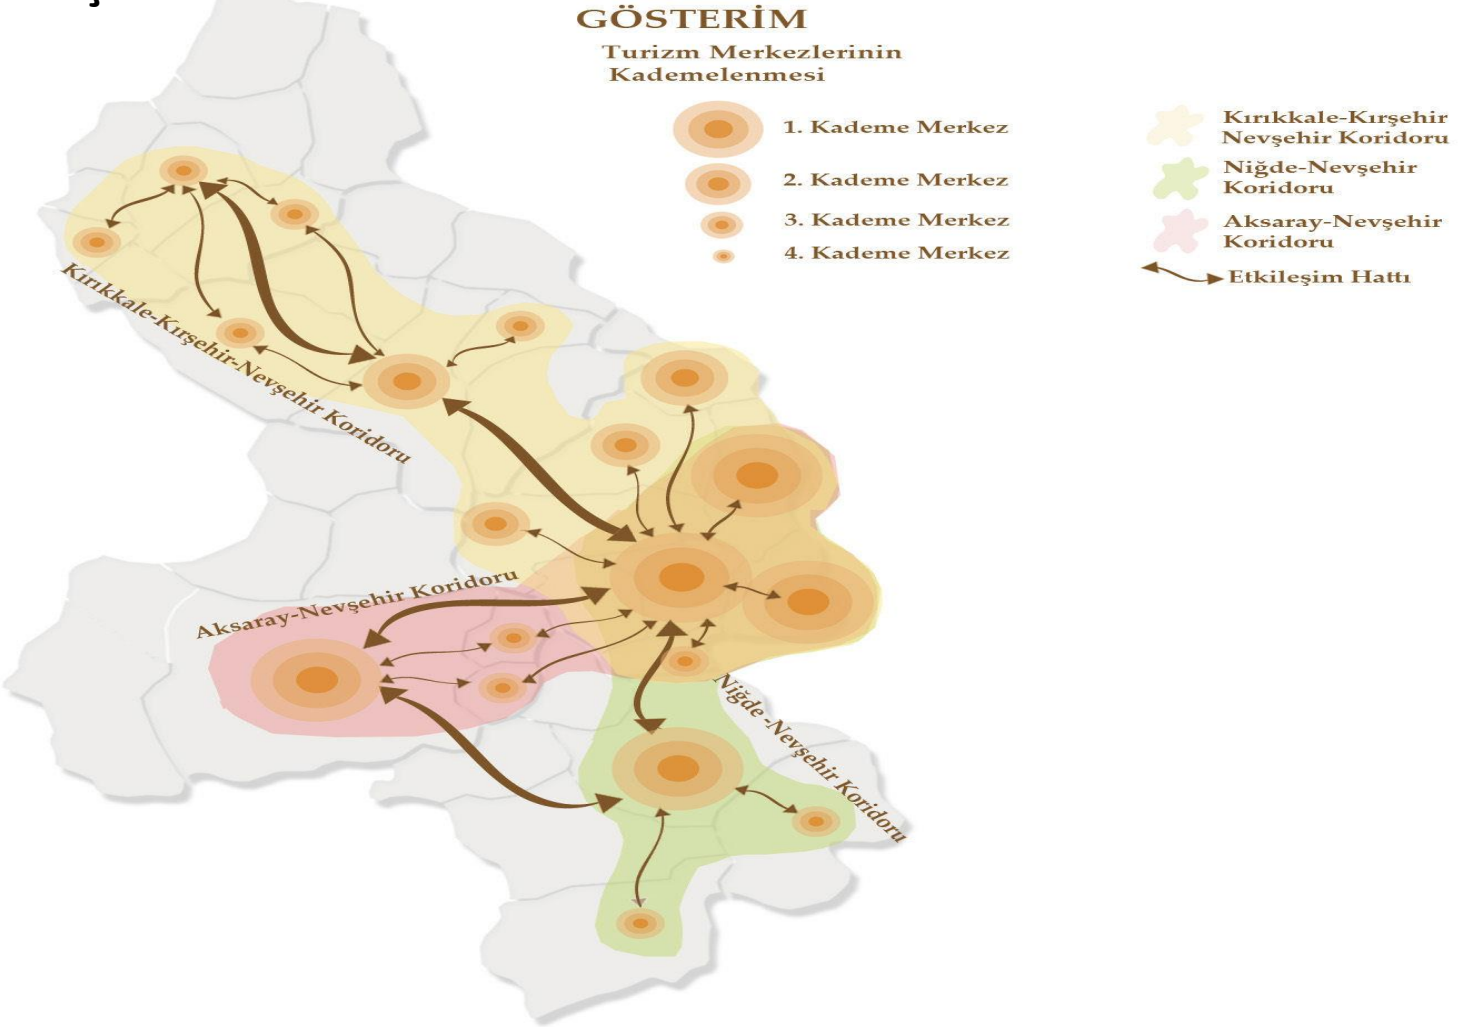 GÖSTERİM
Turizm Merkezlerinin
Kademelenmesi
1. Kademe Merkez
2. Kademe Merkez
3. Kademe Merkez
4. Kademe Merkez
Kırıkkale-Kırşehir
Nevşehir Koridoru
Niğde-Nevşehir
Koridoru
Aksaray-Nevşehir
Koridoru
Etkileşim Hattı
Kırıkkale-Kırşehir-Nevşehir Koridoru
Aksaray-Nevşehir Koridoru
Niğde -Nevşehir Koridoru